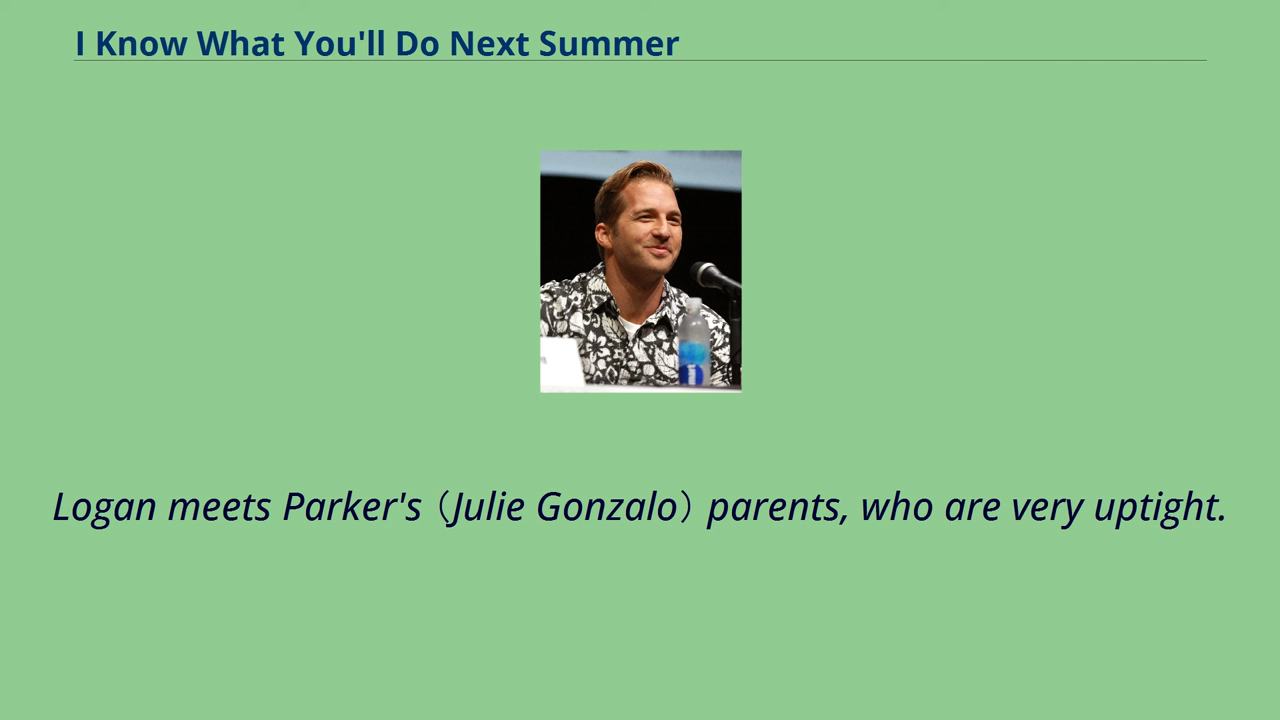 I Know What You'll Do Next Summer
Logan meets Parker's（Julie Gonzalo）parents, who are very uptight.